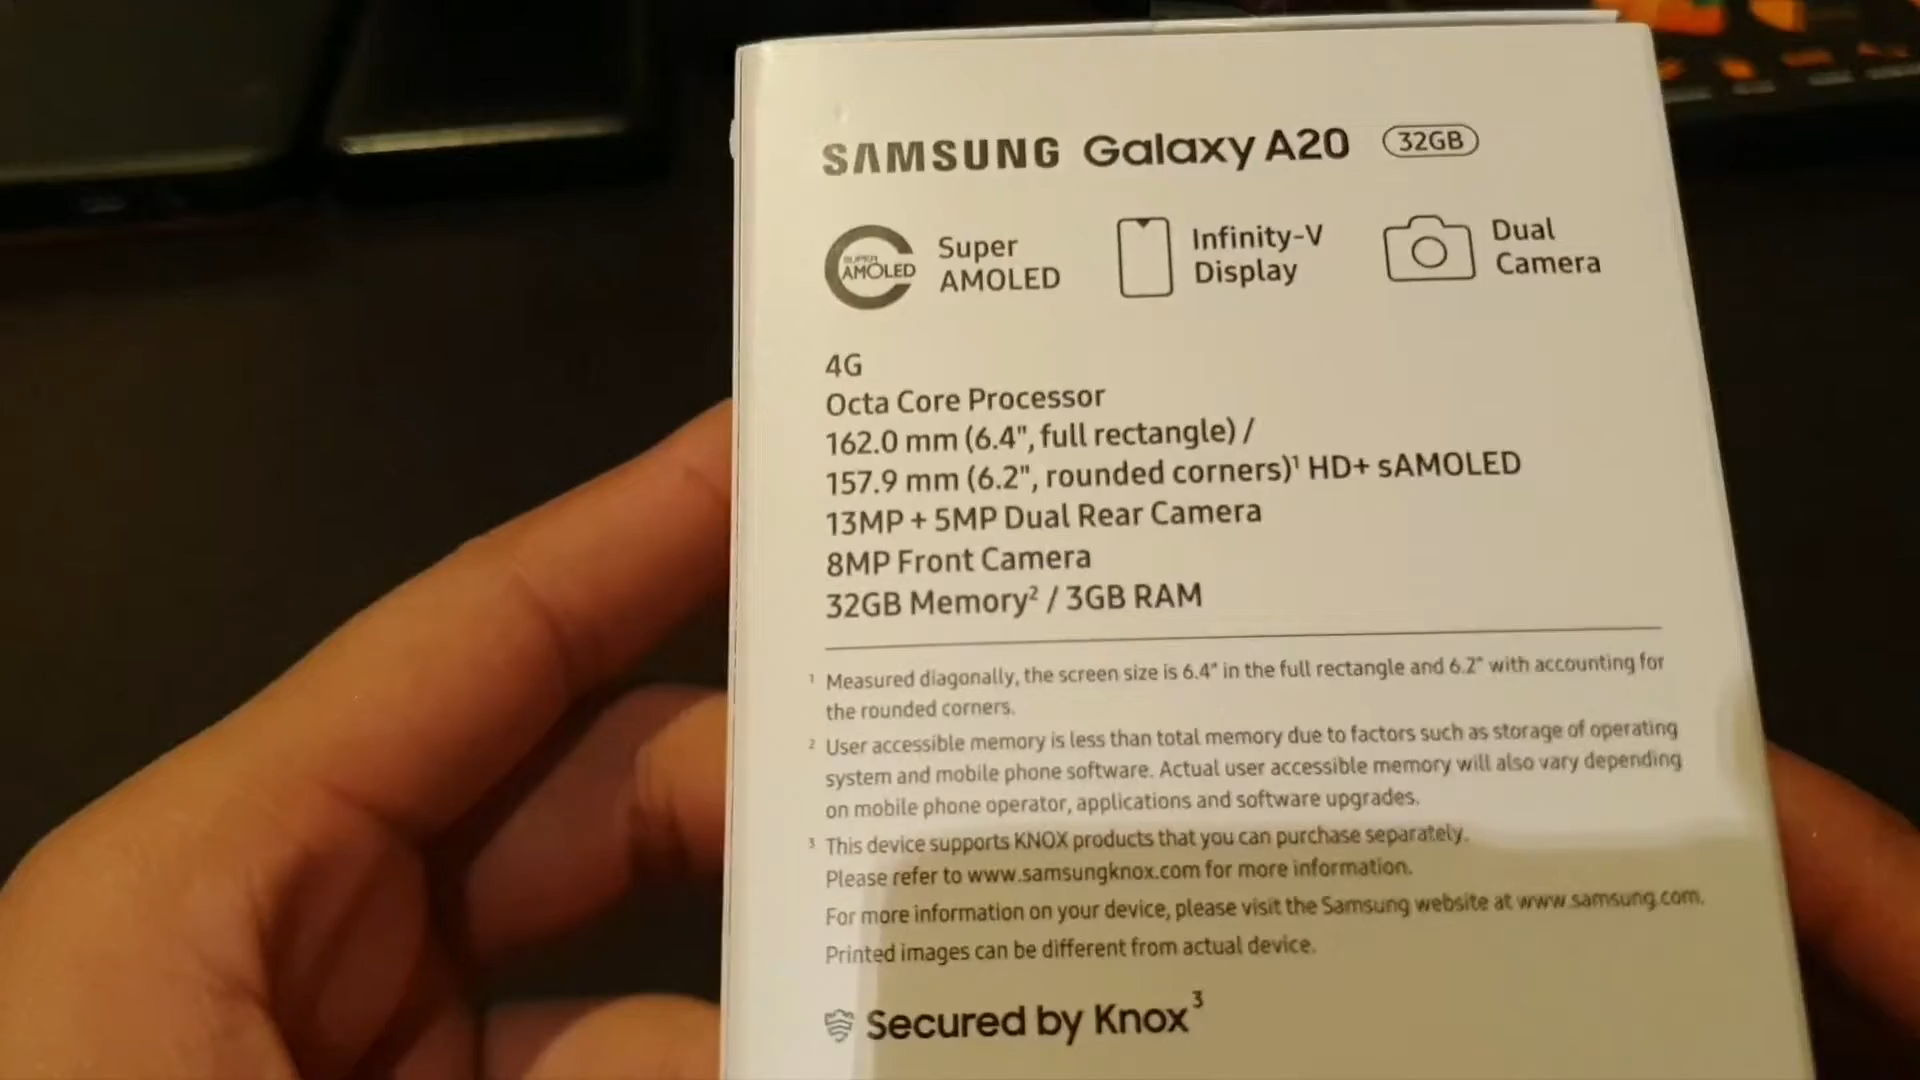 SAMSUNG Galaxy A20 32GB
SUPER AMOLED Super AMOLED
Infinity-V Display
Dual Camera
4G
Octa Core Processor
162.0 mm (6.4", full rectangle) /
157.9 mm (6.2", rounded corners)¹ HD+ sAMOLED
13MP + 5MP Dual Rear Camera
8MP Front Camera
32GB Memory² / 3GB RAM
¹ Measured diagonally, the screen size is 6.4" in the full rectangle and 6.2" with accounting for
the rounded corners.
² User accessible memory is less than total memory due to factors such as storage of operating
system and mobile phone software. Actual user accessible memory will also vary depending
on mobile phone operator, applications and software upgrades.
³ This device supports KNOX products that you can purchase separately.
Please refer to www.samsungknox.com for more information.
For more information on your device, please visit the Samsung website at www.samsung.com.
Printed images can be different from actual device.
Secured by Knox³